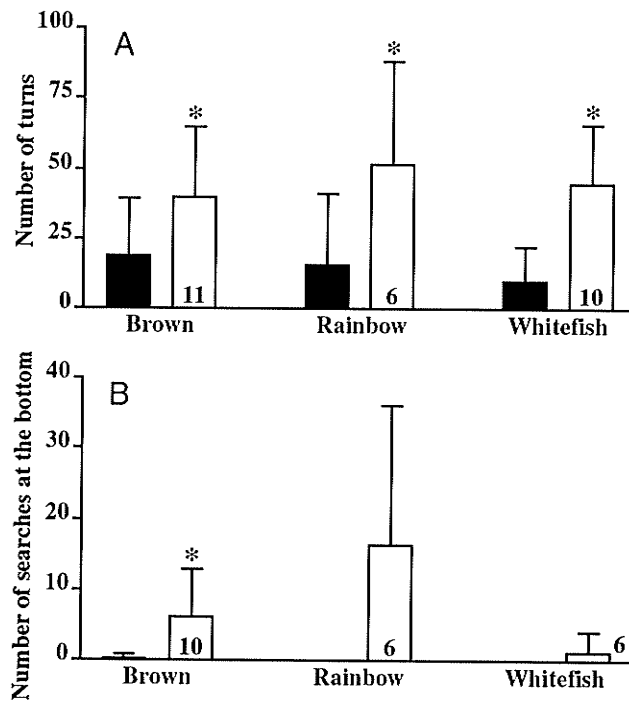 A
Number of turns
100
75
50
25
0
*
*
*
11
6
10
Brown
Rainbow
Whitefish
B
Number of searches at the bottom
40
30
20
10
0
*
10
6
6
Brown
Rainbow
Whitefish